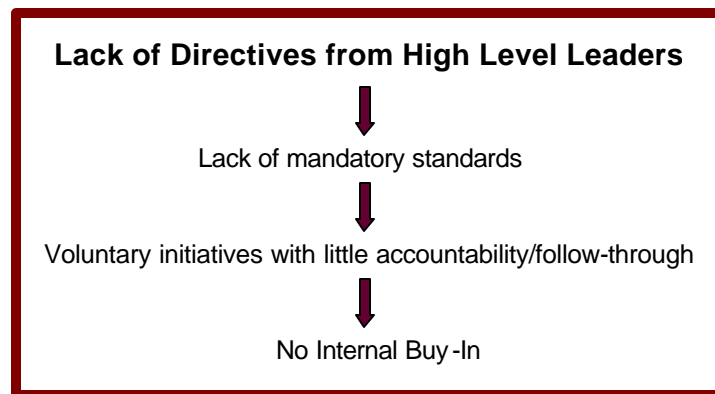 Lack of Directives from High Level Leaders
Lack of mandatory standards
Voluntary initiatives with little accountability/follow-through
No Internal Buy-In